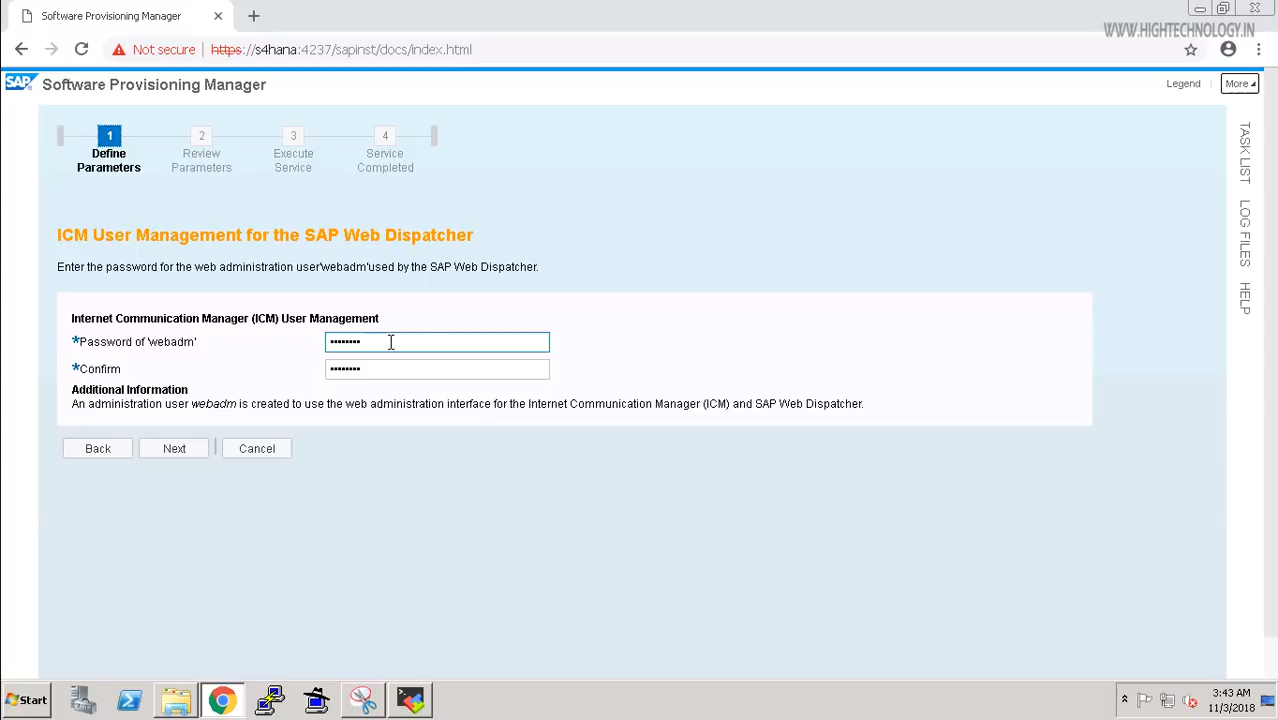 Software Provisioning Manager
WWW.HIGHTECHNOLOGY.IN
Not secure
https://s4hana:4237/sapinst/docs/index.html
SAP Software Provisioning Manager
Legend
More
1
Define
Parameters
2
Review
Parameters
3
Execute
Service
4
Service
Completed
TASK LIST
LOG FILES
HELP
ICM User Management for the SAP Web Dispatcher
Enter the password for the web administration user'webadm'used by the SAP Web Dispatcher.
Internet Communication Manager (ICM) User Management
*Password of 'webadm'
••••••••
*Confirm
••••••••
Additional Information
An administration user webadm is created to use the web administration interface for the Internet Communication Manager (ICM) and SAP Web Dispatcher.
Back
Next
Cancel
Start
3:43 AM
11/3/2018